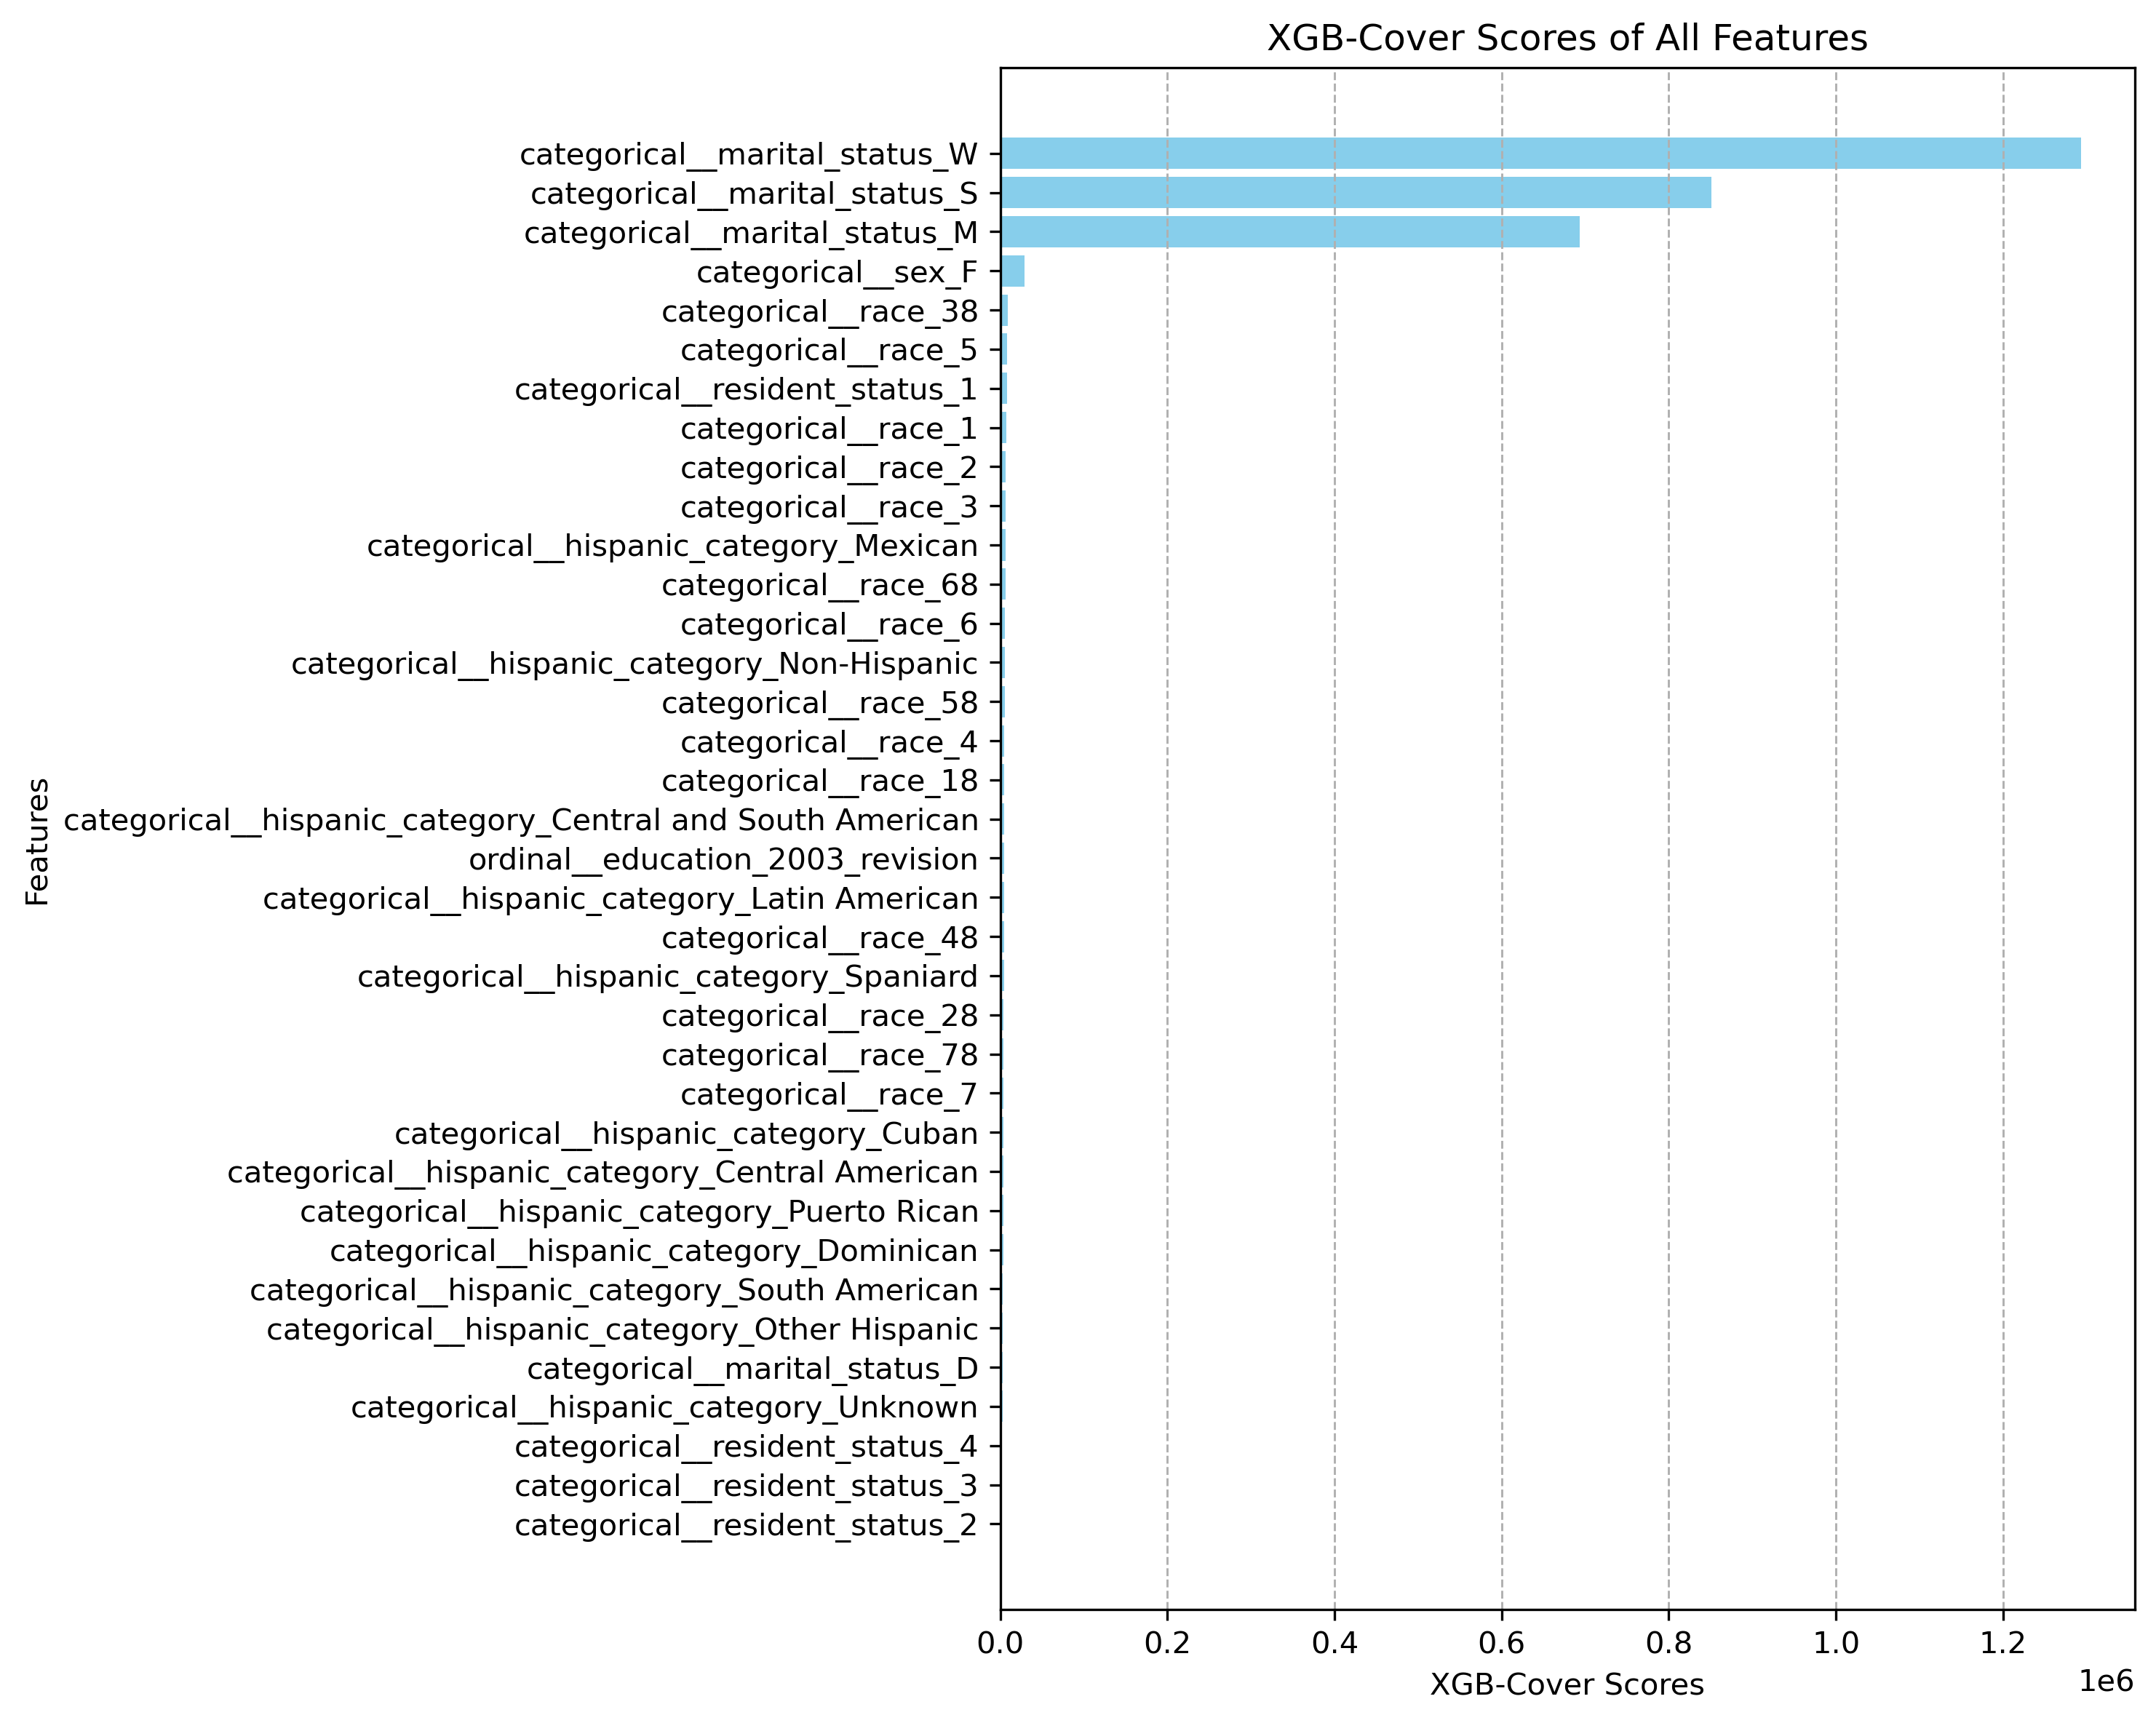 XGB-Cover Scores of All Features
categorical__marital_status_W
categorical__marital_status_S
categorical__marital_status_M
categorical__sex_F
categorical__race_38
categorical__race_5
categorical__resident_status_1
categorical__race_1
categorical__race_2
categorical__race_3
categorical__hispanic_category_Mexican
categorical__race_68
categorical__race_6
categorical__hispanic_category_Non-Hispanic
categorical__race_58
categorical__race_4
categorical__race_18
categorical__hispanic_category_Central and South American
ordinal__education_2003_revision
categorical__hispanic_category_Latin American
categorical__race_48
categorical__hispanic_category_Spaniard
categorical__race_28
categorical__race_78
categorical__race_7
categorical__hispanic_category_Cuban
categorical__hispanic_category_Central American
categorical__hispanic_category_Puerto Rican
categorical__hispanic_category_Dominican
categorical__hispanic_category_South American
categorical__hispanic_category_Other Hispanic
categorical__marital_status_D
categorical__hispanic_category_Unknown
categorical__resident_status_4
categorical__resident_status_3
categorical__resident_status_2
Features
0.0 0.2 0.4 0.6 0.8 1.0 1.2
1e6
XGB-Cover Scores